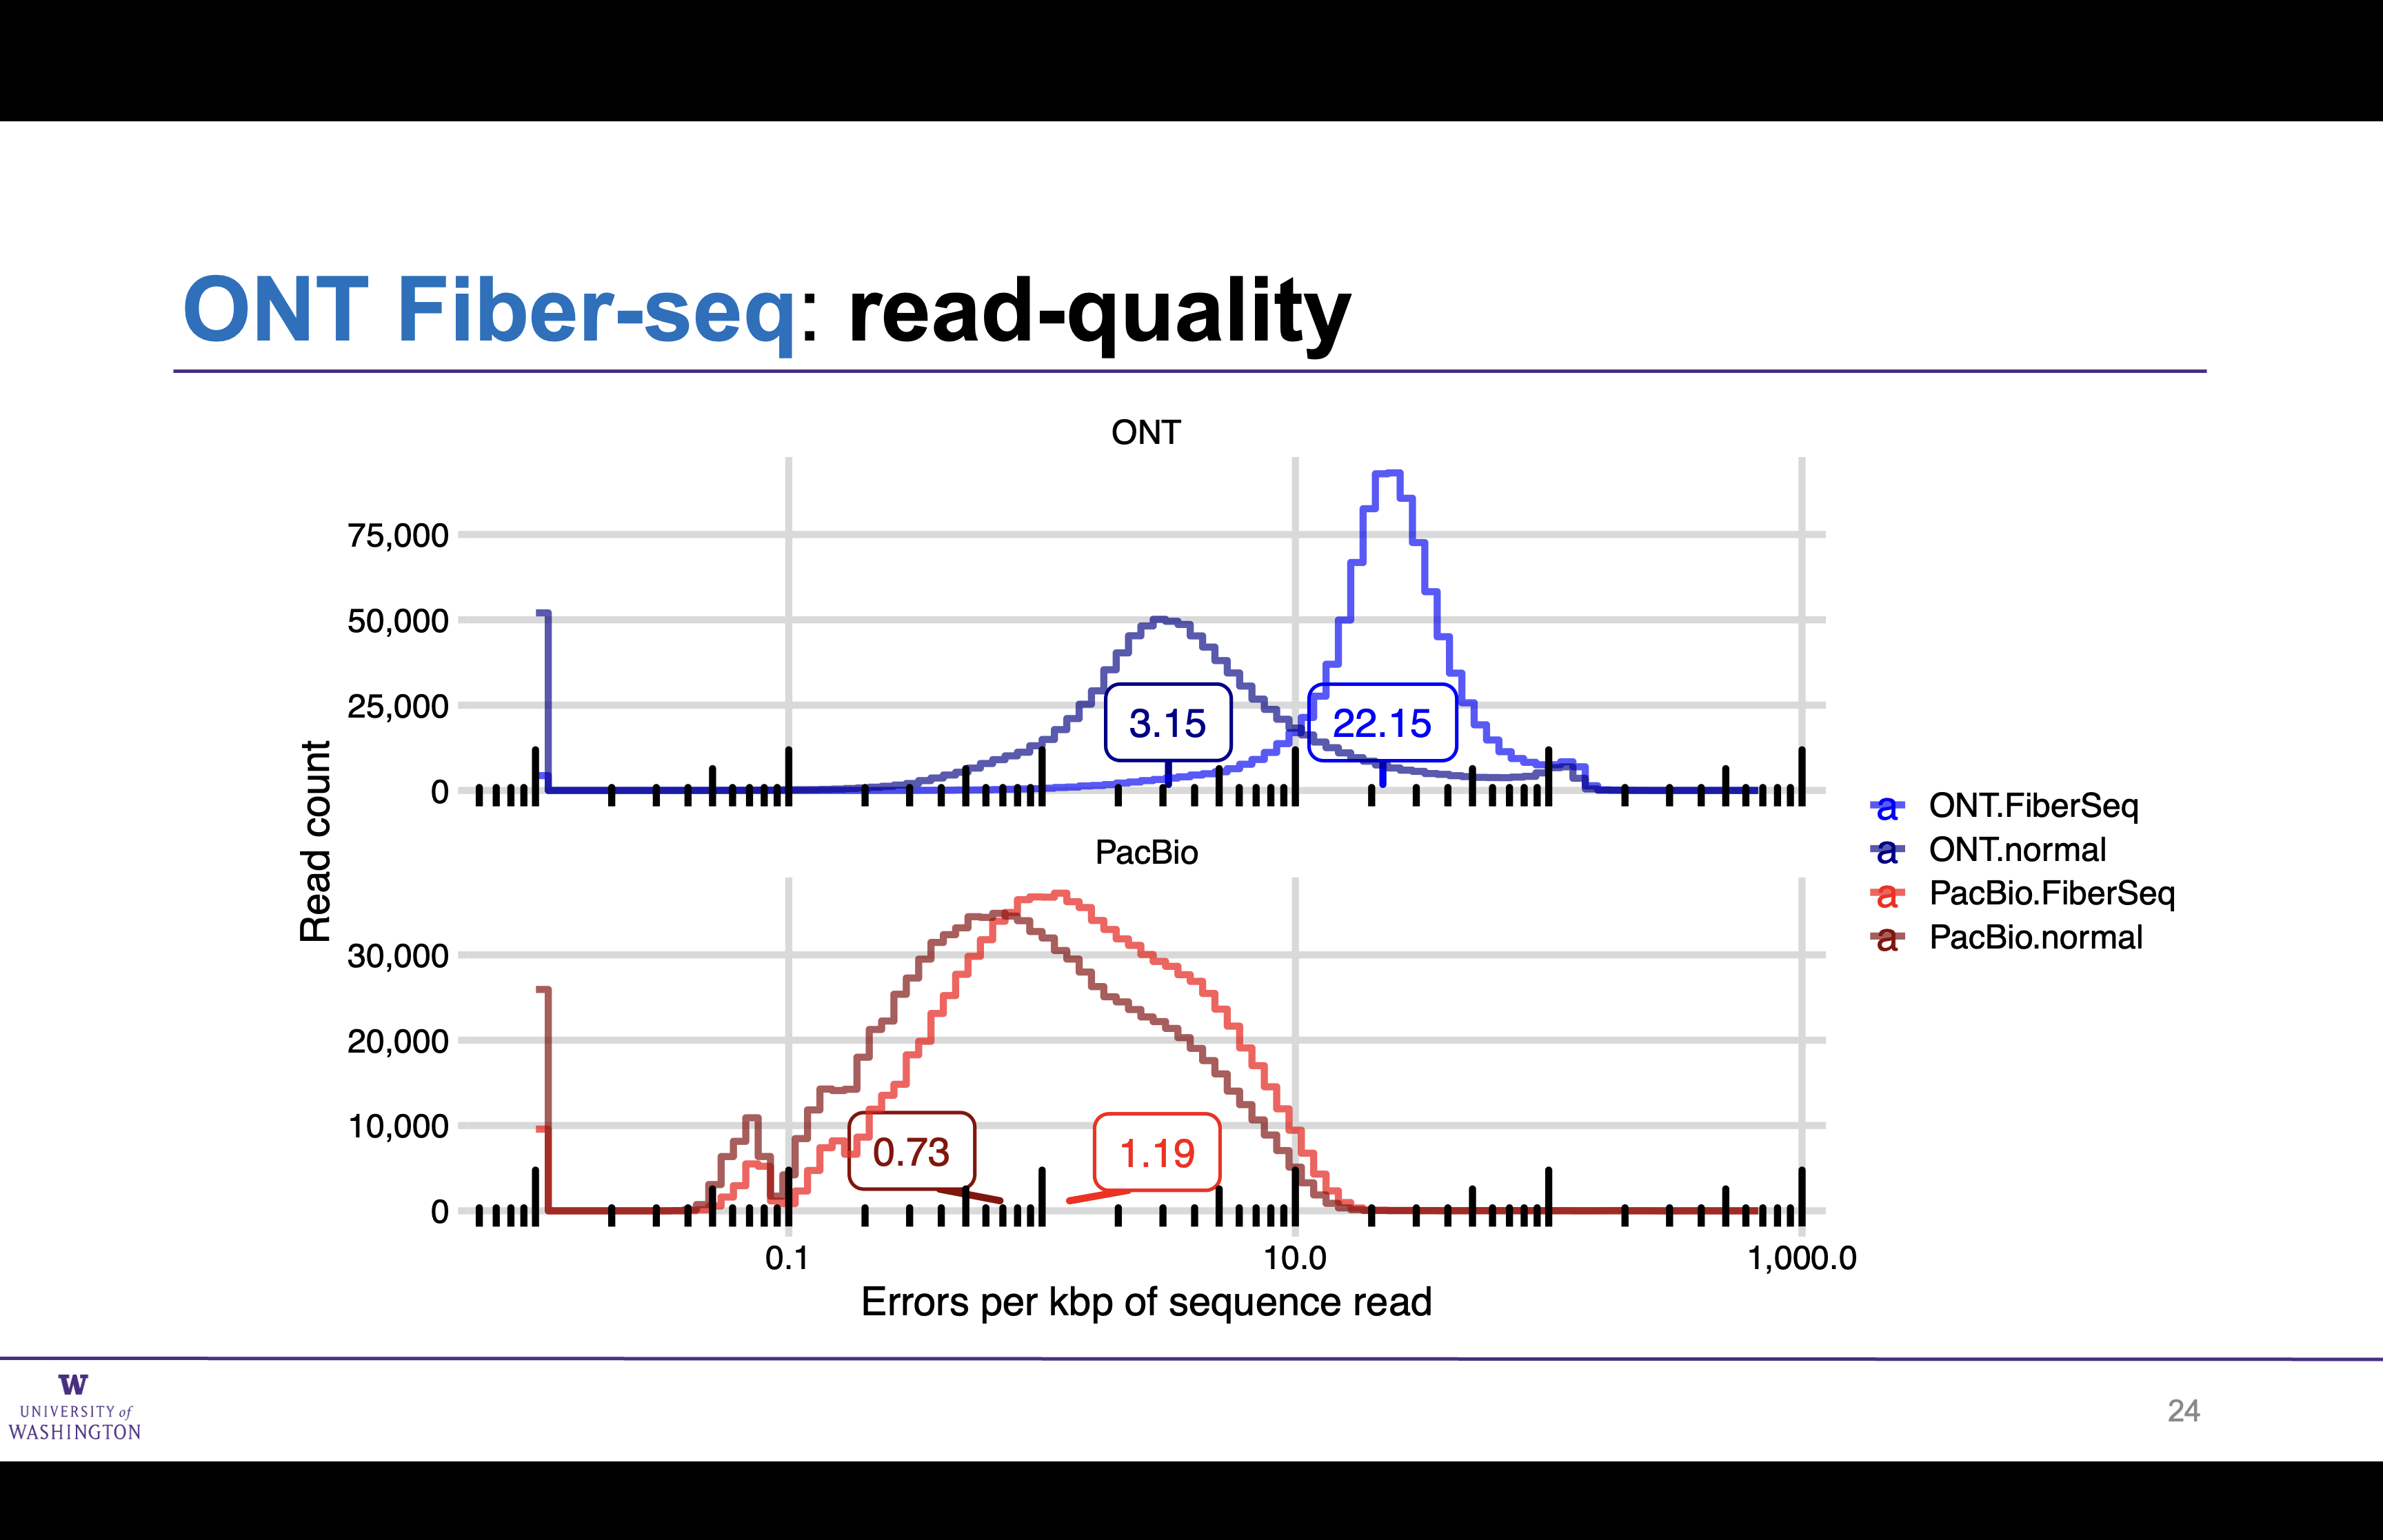 ONT Fiber-seq: read-quality
ONT
75,000
50,000
25,000
0
3.15
22.15
Read count
PacBio
30,000
20,000
10,000
0
0.73
1.19
0.1
10.0
1,000.0
Errors per kbp of sequence read
a ONT.FiberSeq
a ONT.normal
a PacBio.FiberSeq
a PacBio.normal
W
UNIVERSITY of
WASHINGTON
24